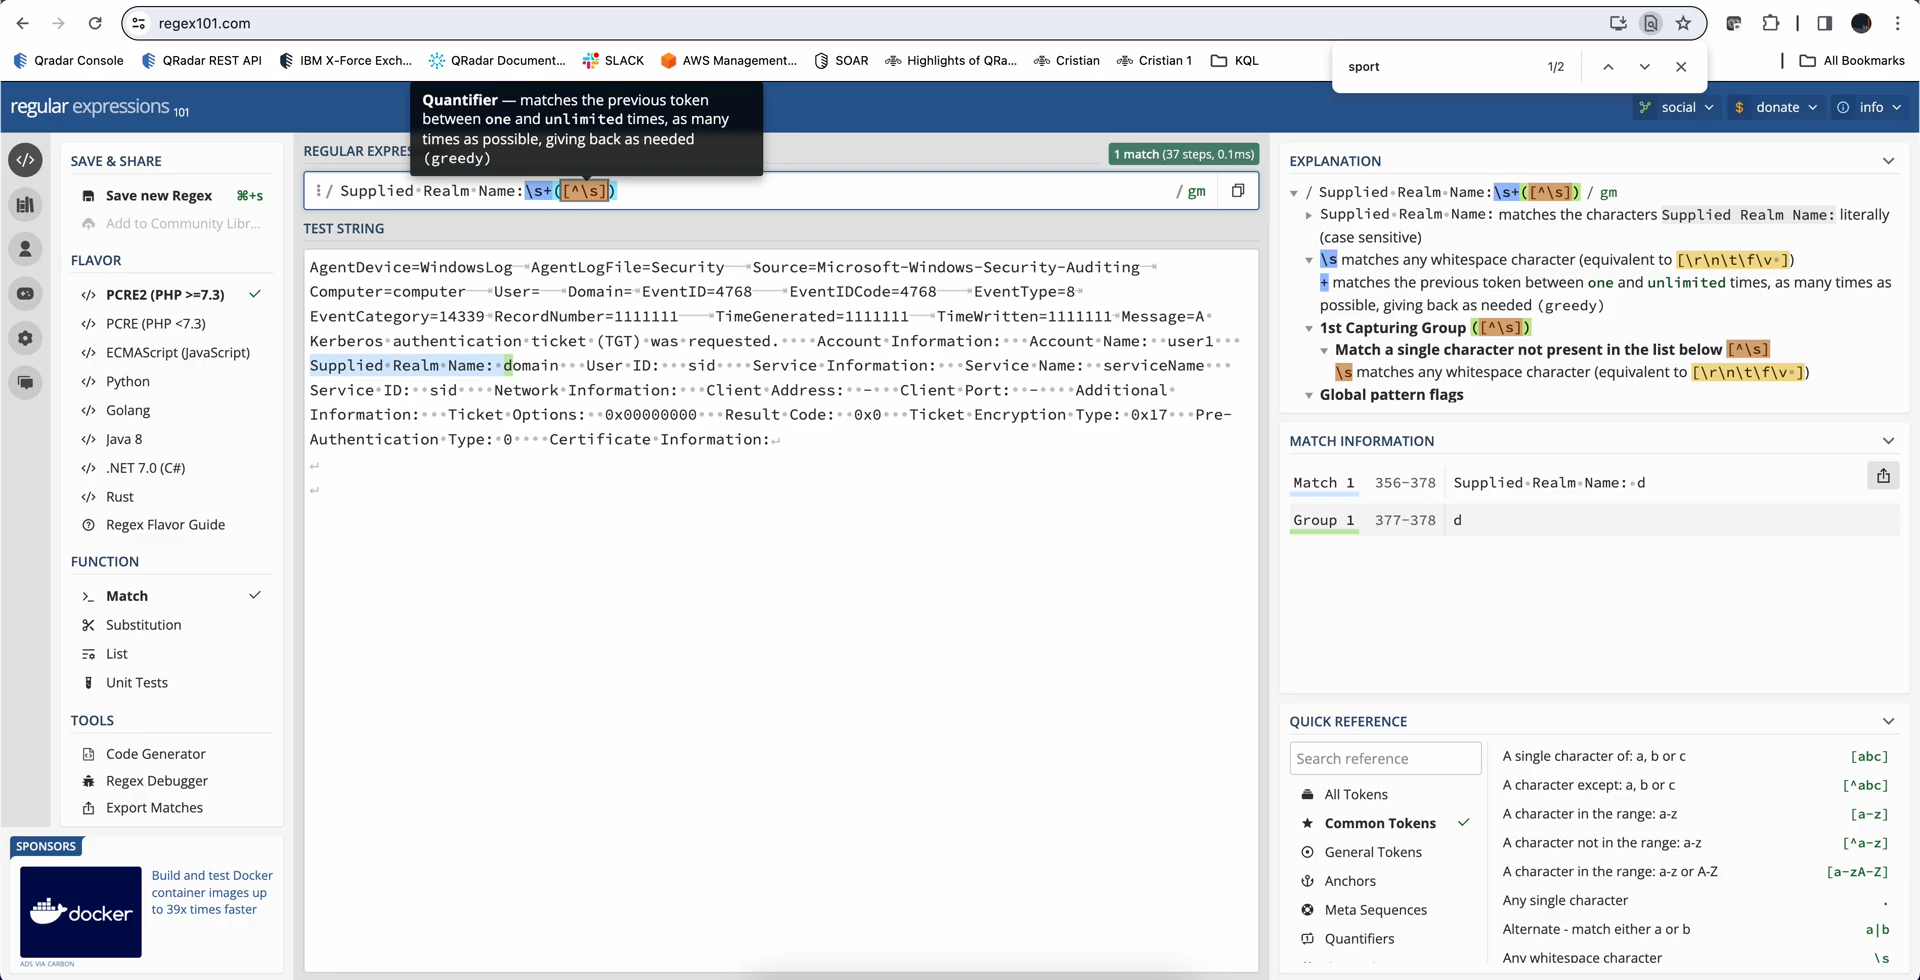 regex101.com
Qradar Console
QRadar REST API
IBM X-Force Exch...
QRadar Document...
SLACK
AWS Management...
SOAR
Highlights of QRa...
Cristian
Cristian 1
KQL
sport
1/2
All Bookmarks
regular expressions 101
social
$ donate
info
Quantifier — matches the previous token
between one and unlimited times, as many
times as possible, giving back as needed
(greedy)
SAVE & SHARE
Save new Regex ⌘+s
Add to Community Libr...
FLAVOR
</> PCRE2 (PHP >=7.3)
</> PCRE (PHP <7.3)
</> ECMAScript (JavaScript)
</> Python
</> Golang
</> Java 8
</> .NET 7.0 (C#)
</> Rust
Regex Flavor Guide
FUNCTION
Match
Substitution
List
Unit Tests
TOOLS
Code Generator
Regex Debugger
Export Matches
SPONSORS
docker
Build and test Docker
container images up
to 39x times faster
ADS VIA CARBON
REGULAR EXPRES
1 match (37 steps, 0.1ms)
/ Supplied·Realm·Name:\s+([^\s]) / gm
TEST STRING
AgentDevice=WindowsLog→AgentLogFile=Security→Source=Microsoft-Windows-Security-Auditing→
Computer=computer→User=→Domain=→EventID=4768→EventIDCode=4768→EventType=8→
EventCategory=14339→RecordNumber=1111111→TimeGenerated=1111111→TimeWritten=1111111→Message=A·
Kerberos·authentication·ticket·(TGT)·was·requested.····Account·Information:···Account·Name:··user1···
Supplied·Realm·Name:·domain···User·ID:···sid····Service·Information:···Service·Name:··serviceName···
Service·ID:··sid····Network·Information:···Client·Address:··-···Client·Port:··-····Additional·
Information:···Ticket·Options:··0x00000000···Result·Code:··0x0···Ticket·Encryption·Type:·0x17···Pre-
Authentication·Type:·0····Certificate·Information:↵
↵
↵
EXPLANATION
/ Supplied·Realm·Name:\s+([^\s]) / gm
Supplied·Realm·Name: matches the characters Supplied Realm Name: literally
(case sensitive)
\s matches any whitespace character (equivalent to [\r\n\t\f\v·])
+ matches the previous token between one and unlimited times, as many times as
possible, giving back as needed (greedy)
1st Capturing Group ([^\s])
Match a single character not present in the list below [^\s]
\s matches any whitespace character (equivalent to [\r\n\t\f\v·])
Global pattern flags
MATCH INFORMATION
Match 1 356-378 Supplied·Realm·Name:·d
Group 1 377-378 d
QUICK REFERENCE
Search reference
All Tokens
Common Tokens
General Tokens
Anchors
Meta Sequences
Quantifiers
A single character of: a, b or c [abc]
A character except: a, b or c [^abc]
A character in the range: a-z [a-z]
A character not in the range: a-z [^a-z]
A character in the range: a-z or A-Z [a-zA-Z]
Any single character .
Alternate - match either a or b a|b
Any whitespace character \s